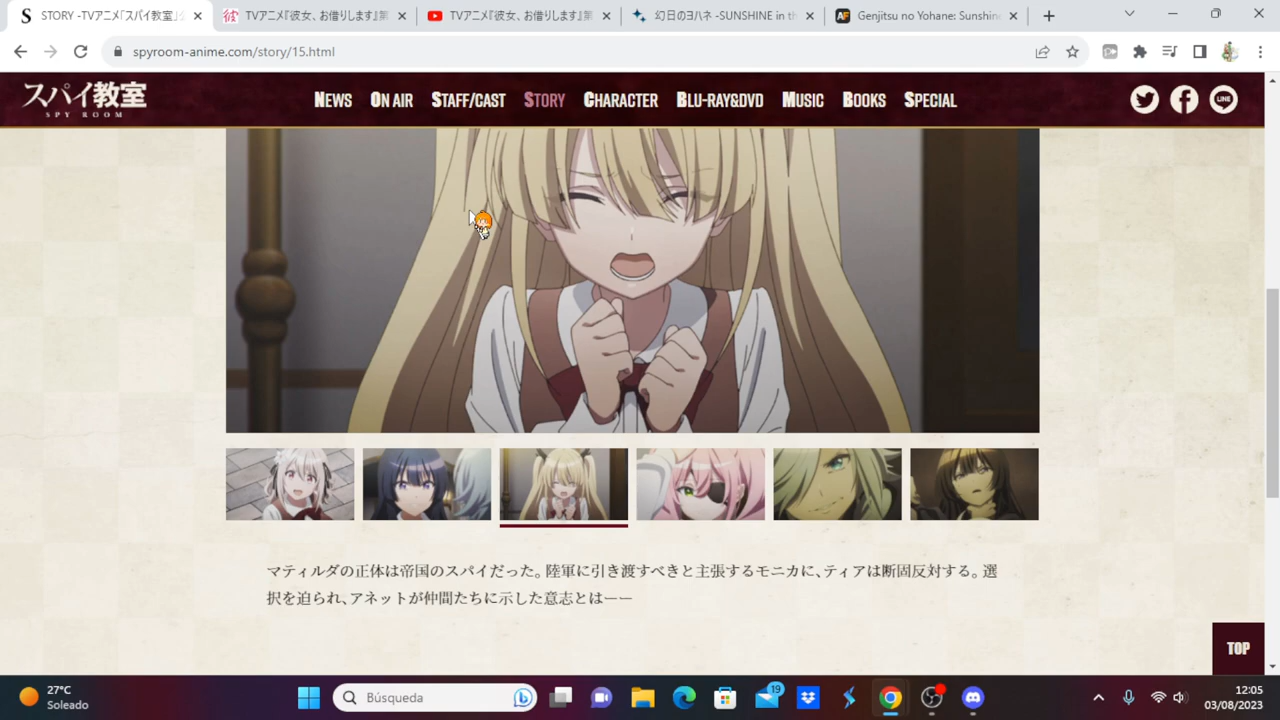 STORY -TVアニメ「スパイ教室」公
TVアニメ『彼女、お借りします』第
TVアニメ『彼女、お借りします』第
幻日のヨハネ -SUNSHINE in th
Genjitsu no Yohane: Sunshine
spyroom-anime.com/story/15.html
スパイ教室
SPY ROOM
NEWS
ON AIR
STAFF/CAST
STORY
CHARACTER
BLU-RAY&DVD
MUSIC
BOOKS
SPECIAL
LINE
マティルダの正体は帝国のスパイだった。陸軍に引き渡すべきと主張するモニカに、ティアは断固反対する。選
択を迫られ、アネットが仲間たちに示した意志とはーー
TOP
27°C
Soleado
Búsqueda
19
12:05
03/08/2023